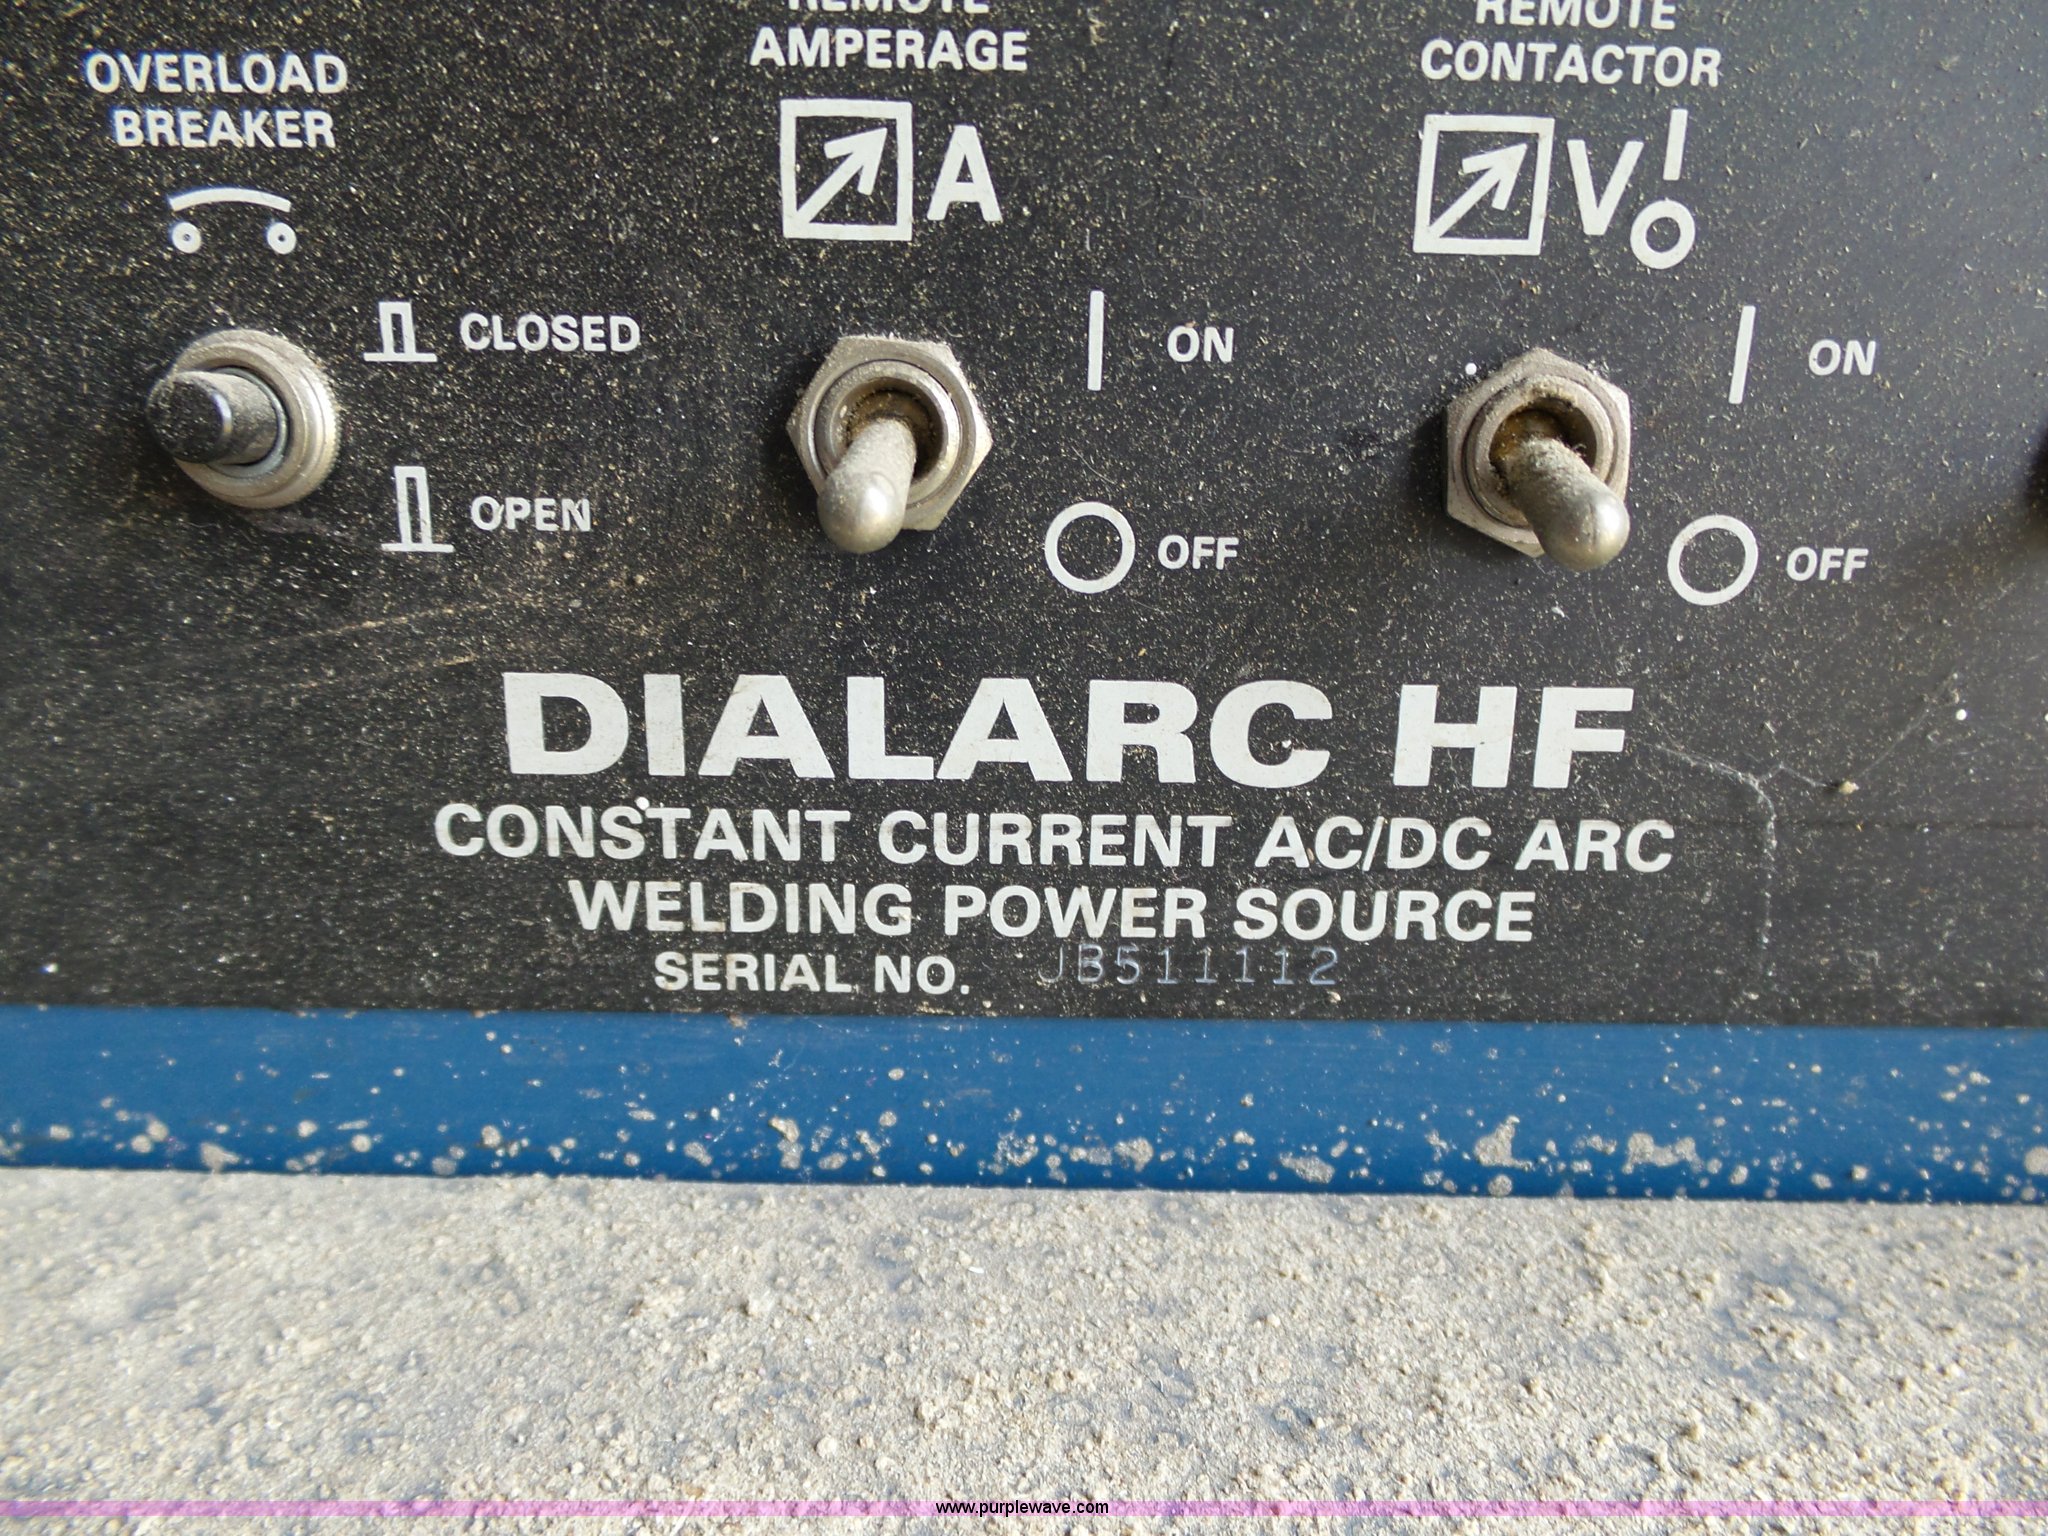 REMOTE
AMPERAGE
REMOTE
CONTACTOR
OVERLOAD
BREAKER
A
V
CLOSED
OPEN
ON
OFF
ON
OFF
DIALARC HF
CONSTANT CURRENT AC/DC ARC
WELDING POWER SOURCE
SERIAL NO. JB511112
www.purplewave.com